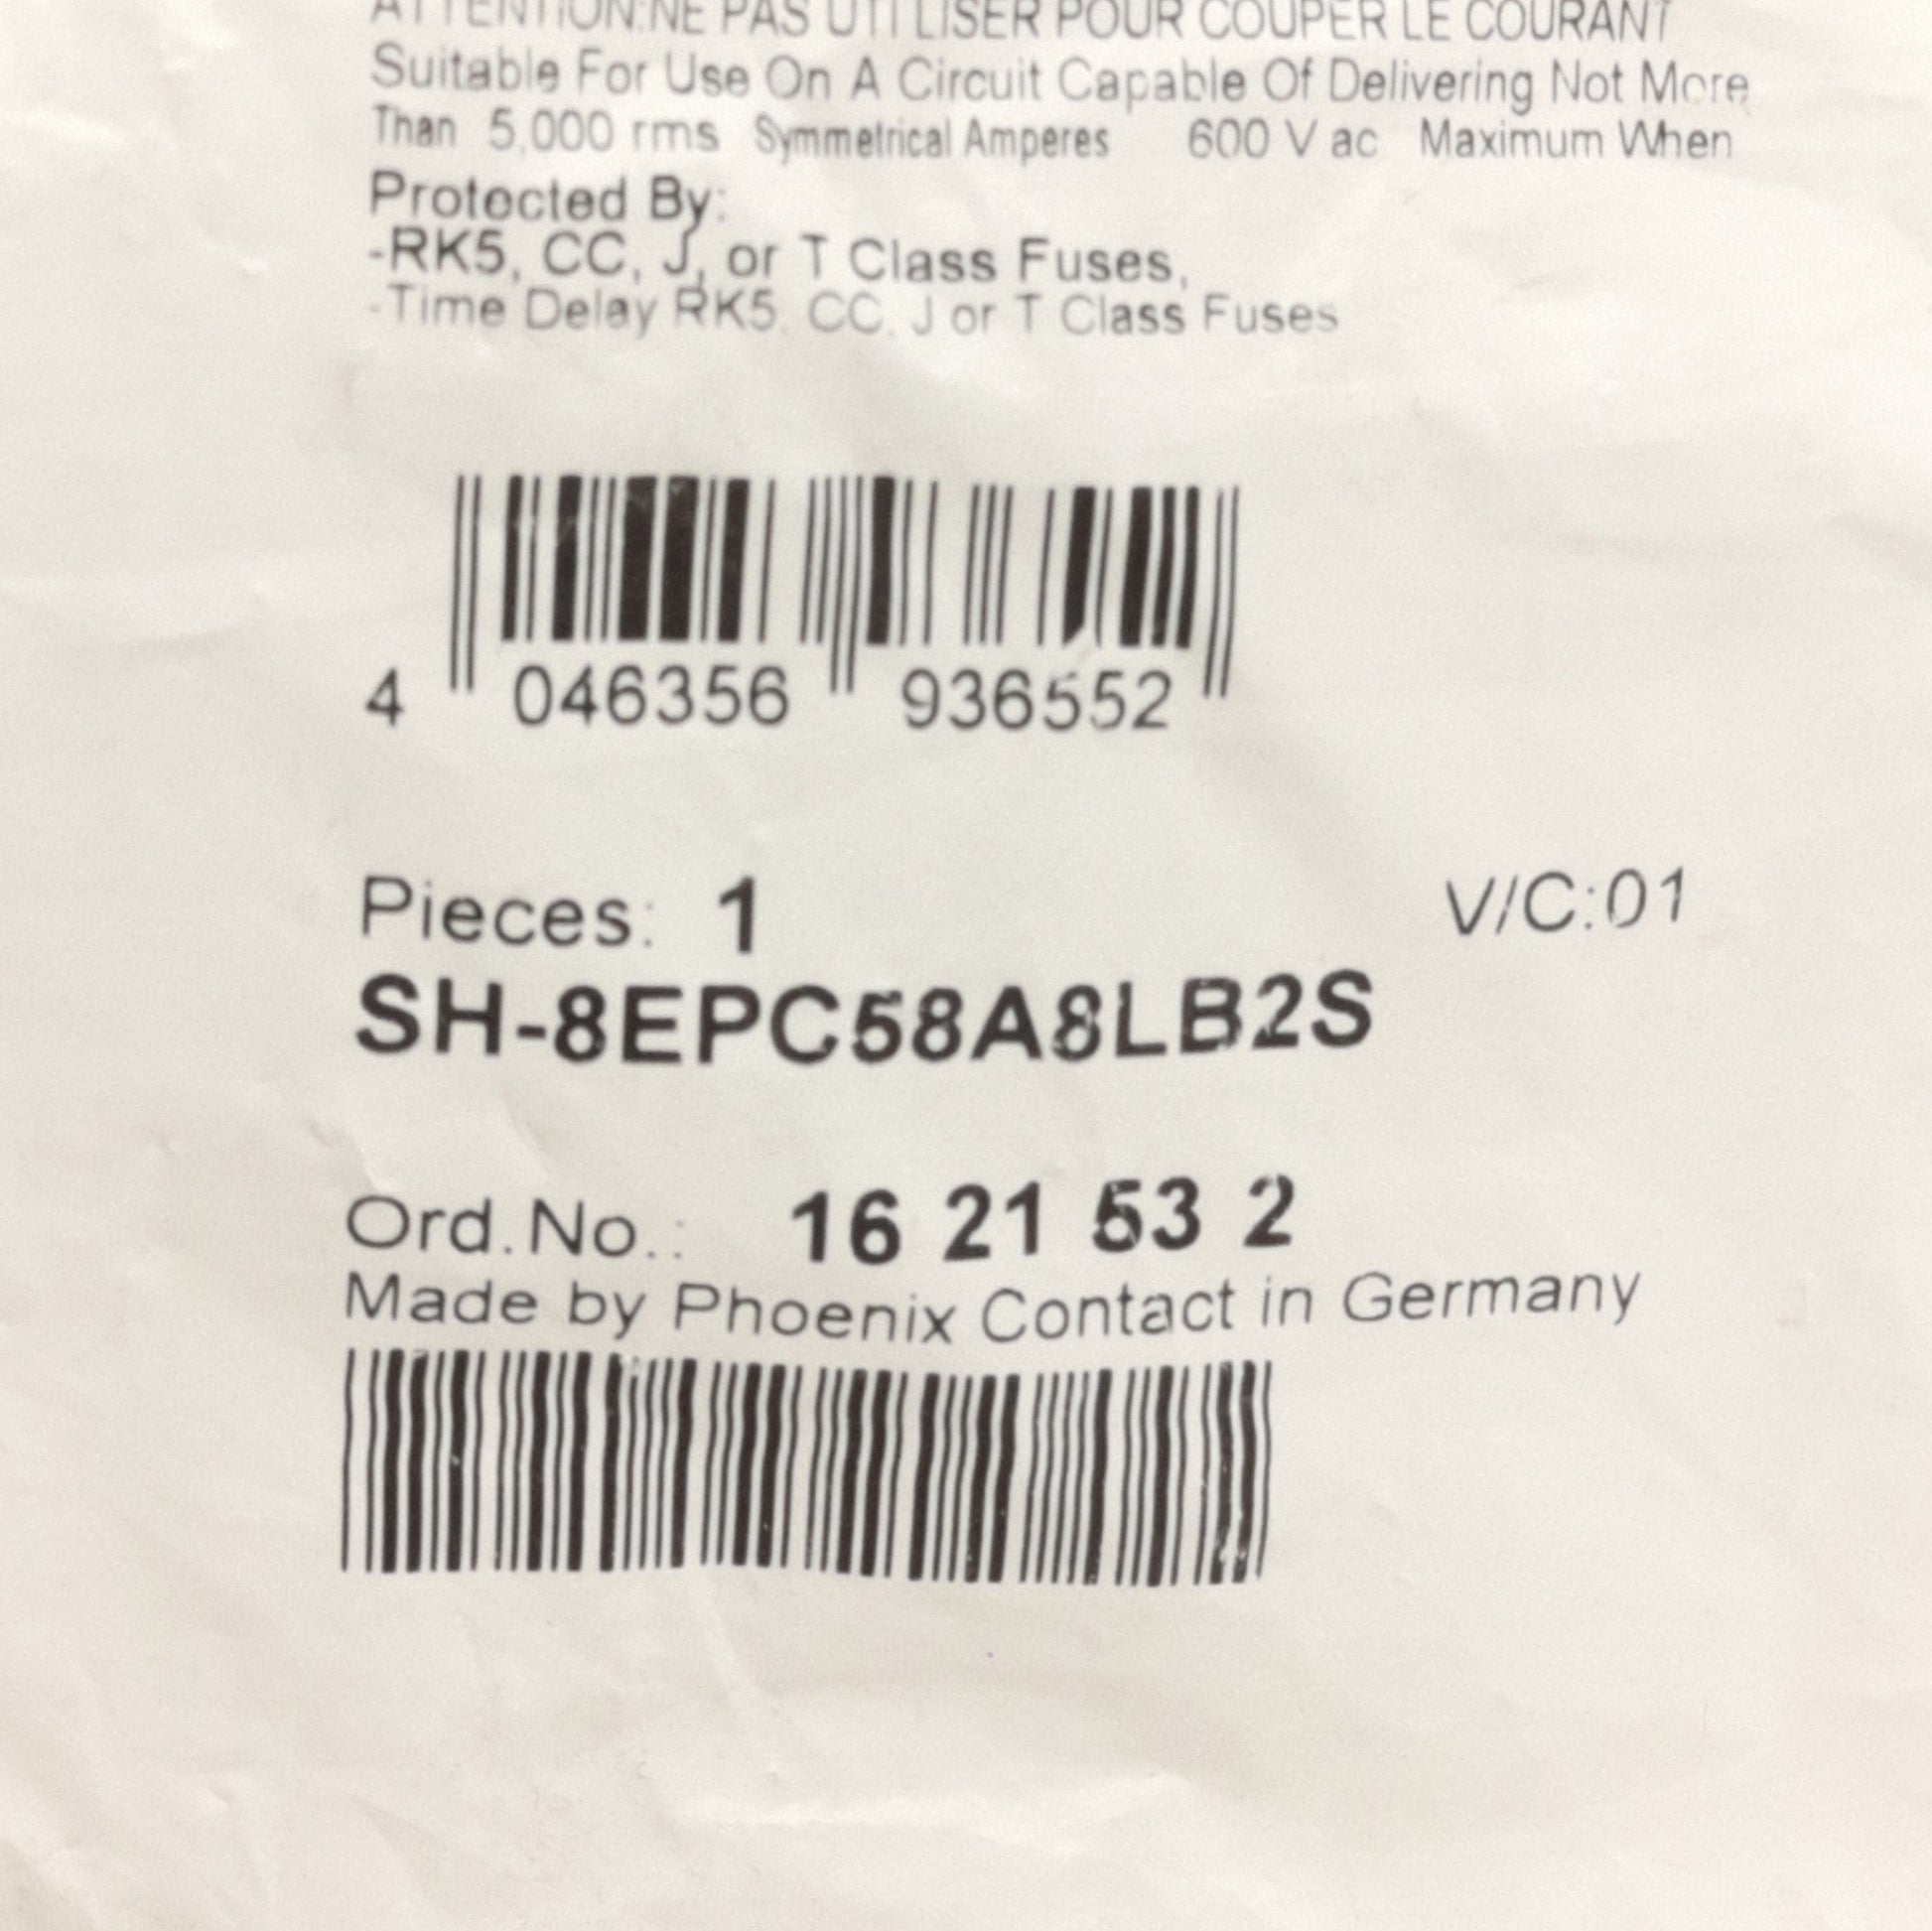 ATTENTION:NE PAS UTILISER POUR COUPER LE COURANT
Suitable For Use On A Circuit Capable Of Delivering Not More
Than 5,000 rms Symmetrical Amperes 600 V ac Maximum When
Protected By:
-RK5, CC, J, or T Class Fuses,
-Time Delay RK5, CC, J or T Class Fuses
4 046356 936552
Pieces: 1
V/C:01
SH-8EPC58A8LB2S
Ord.No.: 16 21 53 2
Made by Phoenix Contact in Germany